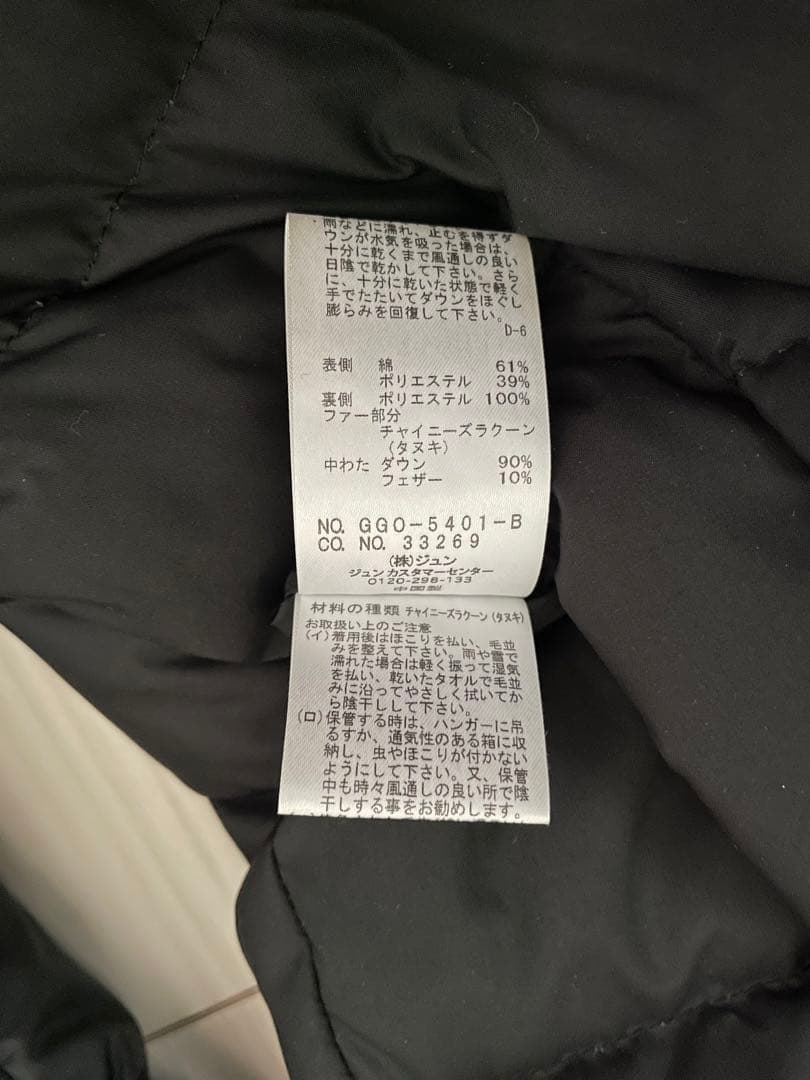 雨などに濡れ、止むを得ずダ
ウンが水気を吸った場合は、
十分に乾くまで風通しの良い
日陰で乾かして下さい。さら
に、十分に乾いた状態で軽く
手でたたいてダウンをほぐし
膨らみを回復して下さい。
D-6
表側 綿 61%
ポリエステル 39%
裏側 ポリエステル 100%
ファー部分
チャイニーズラクーン
(タヌキ)
中わた ダウン 90%
フェザー 10%
NO. GGO-5401-B
CO. NO. 33269
(株)ジュン
ジュン カスタマーセンター
0120-298-133
中国製
材料の種類 チャイニーズラクーン(タヌキ)
お取扱い上のご注意
(イ)着用後はほこりを払い、毛並
みを整えて下さい。雨や雪で
濡れた場合は軽く振って湿気
を払い、乾いたタオルで毛並
みに沿ってやさしく拭いてか
ら陰干しして下さい。
(ロ)保管する時は、ハンガーに吊
るすか、通気性のある箱に収
納し、虫やほこりが付かない
ようにして下さい。又、保管
中も時々風通しの良い所で陰
干しする事をお勧めします。